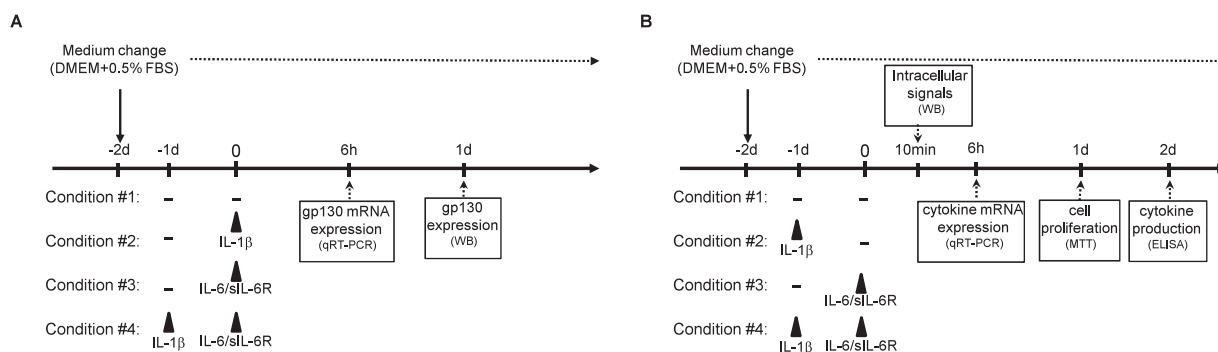 A
Medium change
(DMEM+0.5% FBS)
-2d -1d 0 6h 1d
Condition #1: – –
gp130 mRNA
expression
(qRT-PCR)
gp130
expression
(WB)
Condition #2: – IL-1β
Condition #3: – IL-6/sIL-6R
Condition #4: IL-1β IL-6/sIL-6R
B
Medium change
(DMEM+0.5% FBS)
Intracellular
signals
(WB)
-2d -1d 0 10min 6h 1d 2d
Condition #1: – –
cytokine mRNA
expression
(qRT-PCR)
cell
proliferation
(MTT)
cytokine
production
(ELISA)
Condition #2: IL-1β –
Condition #3: – IL-6/sIL-6R
Condition #4: IL-1β IL-6/sIL-6R